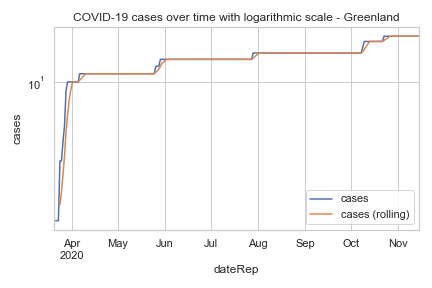 COVID-19 cases over time with logarithmic scale - Greenland
10¹
cases
cases
cases (rolling)
Apr May Jun Jul Aug Sep Oct Nov
2020
dateRep